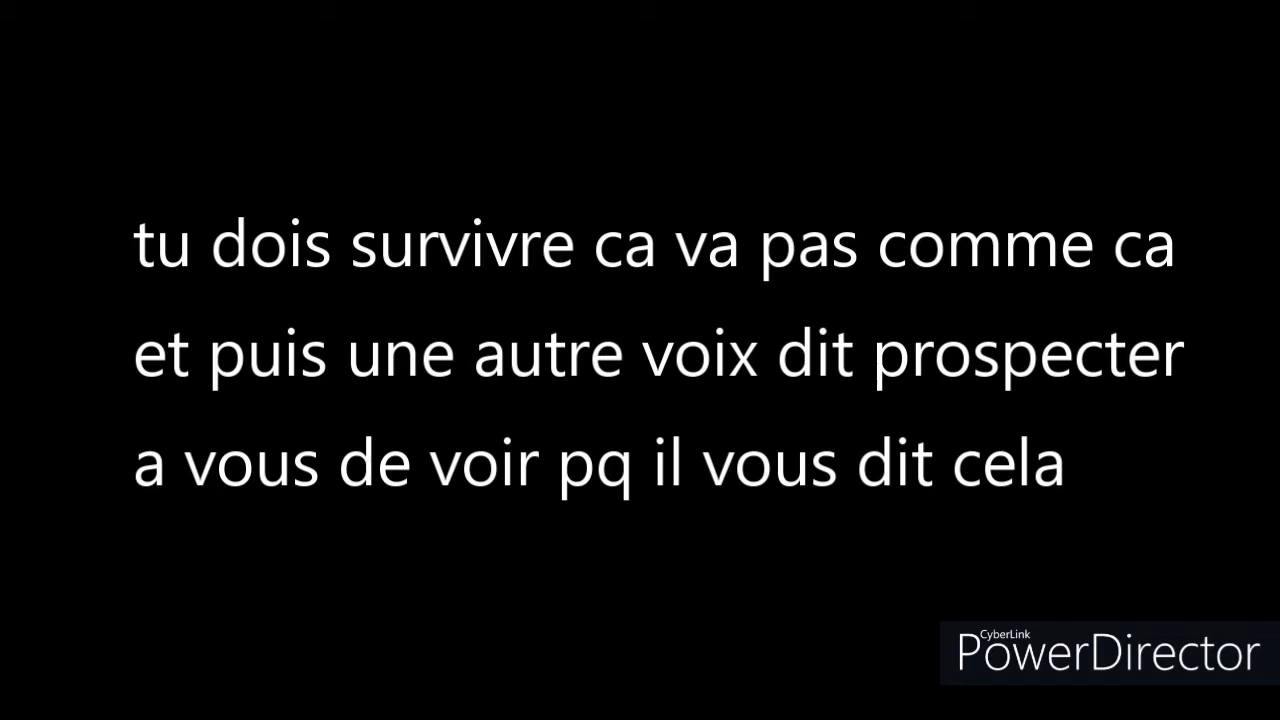 tu dois survivre ca va pas comme ca
et puis une autre voix dit prospecter
a vous de voir pq il vous dit cela
CyberLink
PowerDirector